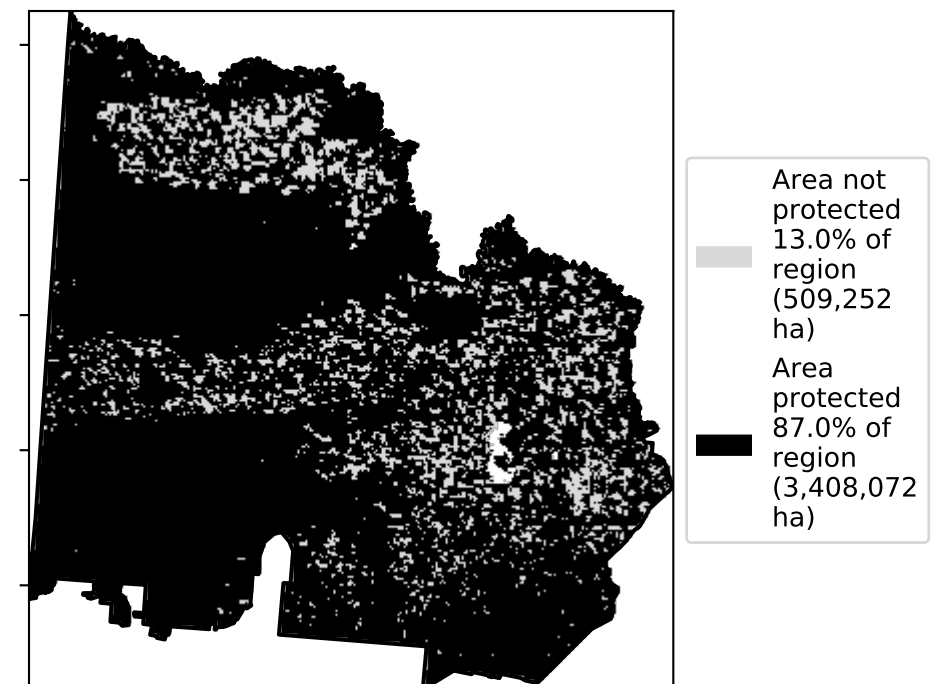 Area not
protected
13.0% of
region
(509,252
ha)
Area
protected
87.0% of
region
(3,408,072
ha)